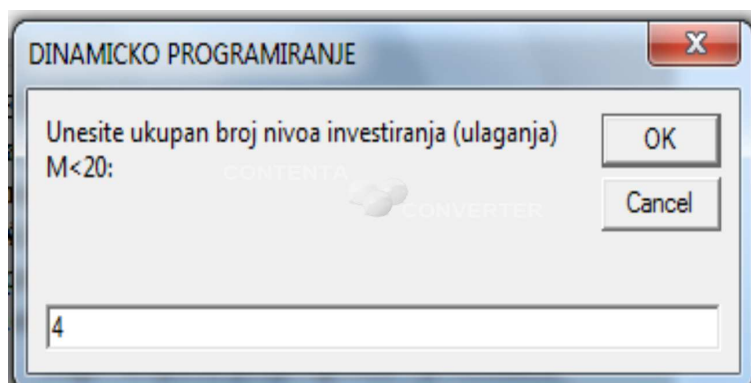 DINAMICKO PROGRAMIRANJE
X
Unesite ukupan broj nivoa investiranja (ulaganja)
M<20:
OK
CONTENTA
CONVERTER
Cancel
4